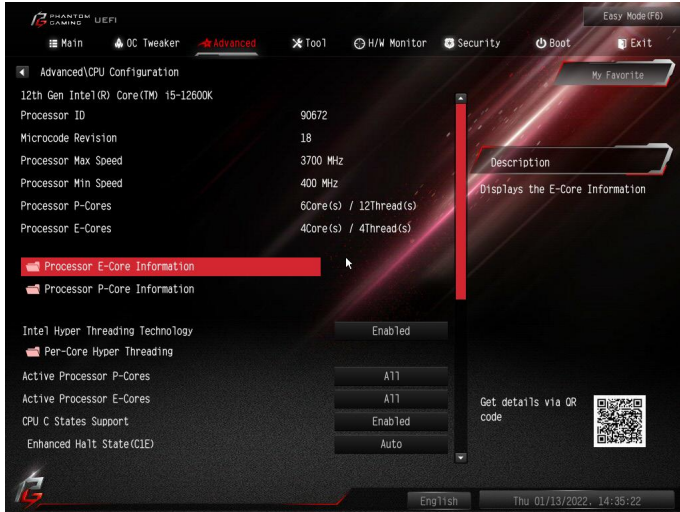 PHANTOM GAMING UEFI
Easy Mode(F6)
Main OC Tweaker Advanced Tool H/W Monitor Security Boot Exit
Advanced\CPU Configuration
My Favorite
12th Gen Intel(R) Core(TM) i5-12600K
Processor ID 90672
Microcode Revision 18
Processor Max Speed 3700 MHz
Processor Min Speed 400 MHz
Processor P-Cores 6Core(s) / 12Thread(s)
Processor E-Cores 4Core(s) / 4Thread(s)
Processor E-Core Information
Processor P-Core Information
Intel Hyper Threading Technology Enabled
Per-Core Hyper Threading
Active Processor P-Cores All
Active Processor E-Cores All
CPU C States Support Enabled
Enhanced Halt State(C1E) Auto
Description
Displays the E-Core Information
Get details via QR
code
English
Thu 01/13/2022. 14:35:22